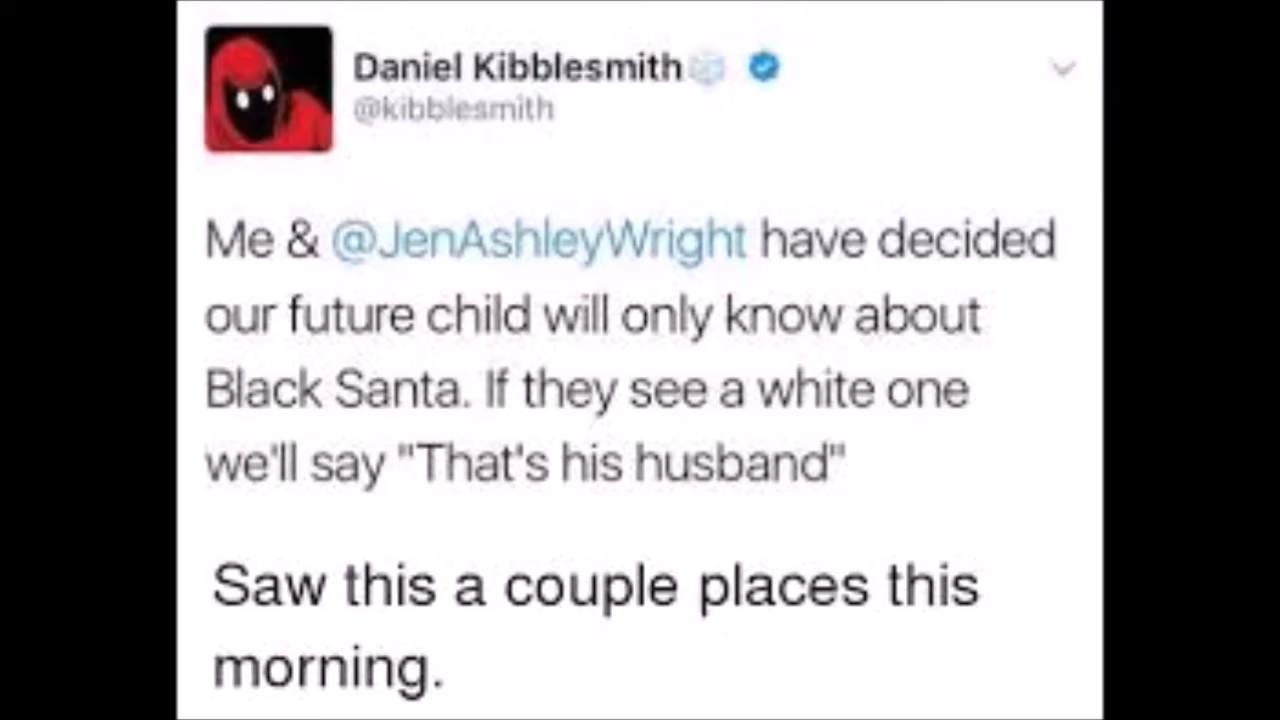 Daniel Kibblesmith
@kibblesmith
Me & @JenAshleyWright have decided
our future child will only know about
Black Santa. If they see a white one
we'll say "That's his husband"
Saw this a couple places this
morning.